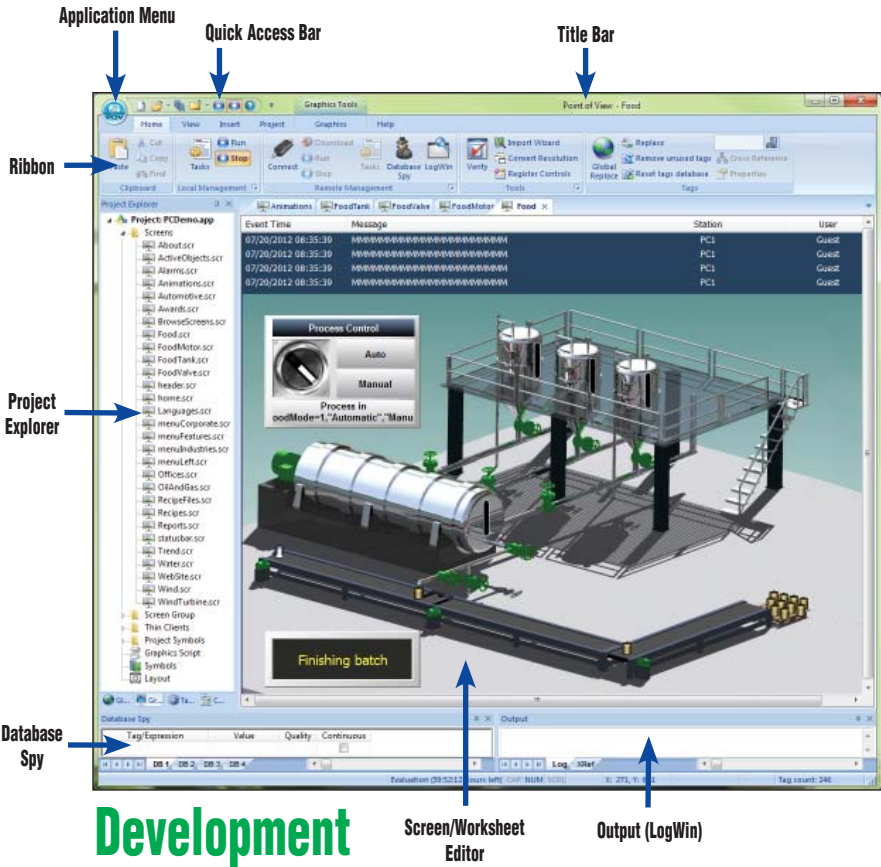 Application Menu
Quick Access Bar
Title Bar
Graphics Tools
Point of View - Food
Home View Insert Project Graphics Help
Cut
Copy
Find
Clipboard
Tasks
Run
Stop
Local Management
Connect
Download
Run
Stop
Tasks
Database Spy
LogWin
Remote Management
Verify
Import Wizard
Convert Resolution
Register Controls
Tools
Global Replace
Replace
Remove unused tags
Reset tags database
Cross Reference
Properties
Tags
Ribbon
Project Explorer
Animations FoodTank FoodValve FoodMotor Food
Project: PCDemo.app
Screens
About.scr
ActiveObjects.scr
Alarms.scr
Animations.scr
Automotive.scr
Awards.scr
BrowseScreens.scr
Food.scr
FoodMotor.scr
FoodTank.scr
FoodValve.scr
header.scr
home.scr
Languages.scr
menuCorporate.scr
menuFeatures.scr
menuIndustries.scr
menuLeft.scr
Offices.scr
OilAndGas.scr
RecipeFiles.scr
Recipes.scr
Reports.scr
statusbar.scr
Trend.scr
Water.scr
WebSite.scr
Wind.scr
WindTurbine.scr
Screen Group
Thin Clients
Project Symbols
Graphics Script
Symbols
Layout
Gl... Gr... Ta... C...
Event Time Message Station User
07/20/2012 08:35:39 PC1 Guest
07/20/2012 08:35:39 PC1 Guest
07/20/2012 08:35:39 PC1 Guest
07/20/2012 08:35:39 PC1 Guest
Process Control
Auto
Manual
Process in
oodMode=1,"Automatic","Manu
Finishing batch
Project
Explorer
Database
Spy
Database Spy
Tag/Expression Value Quality Continuous
DB 1 DB 2 DB 3 DB 4
Output
Log XRef
CAP NUM SCRL
Tag count: 246
Development
Screen/Worksheet
Editor
Output (LogWin)